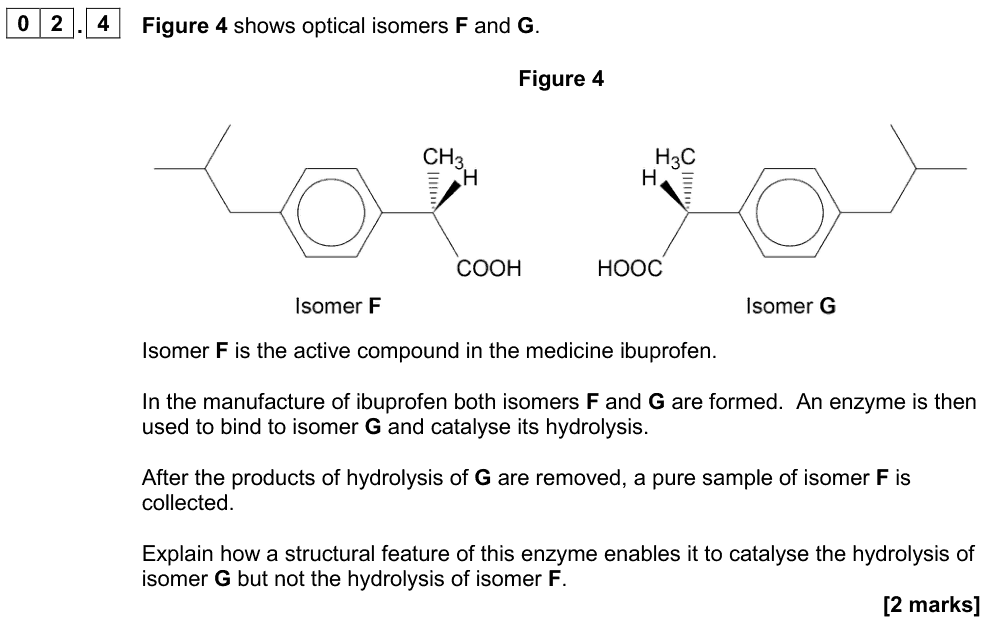 0 2 . 4 Figure 4 shows optical isomers F and G.
Figure 4
CH3 H3C
H H
COOH HOOC
Isomer F Isomer G
Isomer F is the active compound in the medicine ibuprofen.
In the manufacture of ibuprofen both isomers F and G are formed. An enzyme is then
used to bind to isomer G and catalyse its hydrolysis.
After the products of hydrolysis of G are removed, a pure sample of isomer F is
collected.
Explain how a structural feature of this enzyme enables it to catalyse the hydrolysis of
isomer G but not the hydrolysis of isomer F.
[2 marks]